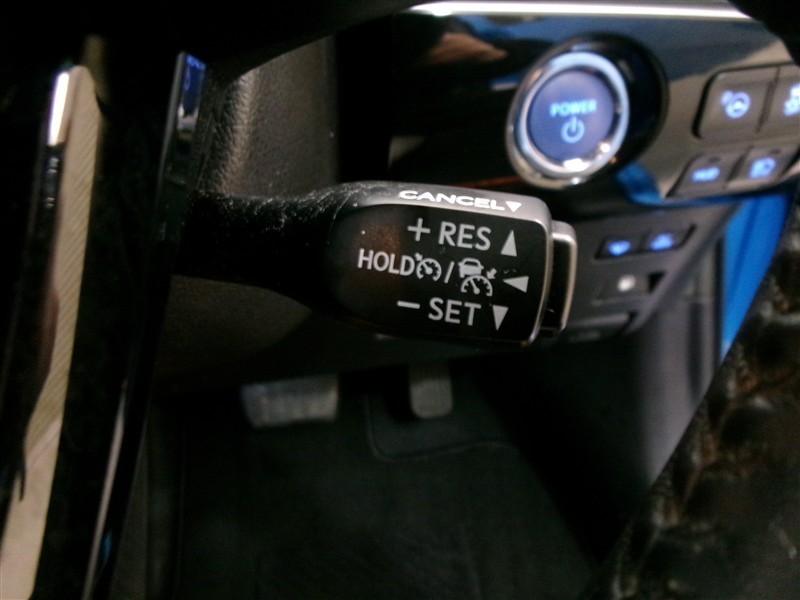 POWER
CANCEL▼
+ RES ▲
HOLD / ◀
− SET ▼